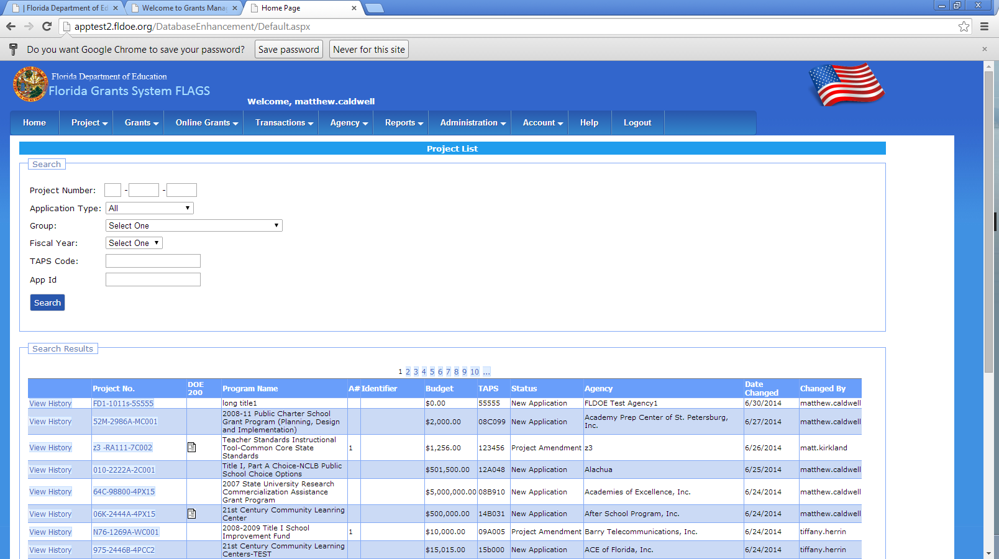 | Florida Department of Ed
Welcome to Grants Manag
Home Page
apptest2.fldoe.org/DatabaseEnhancement/Default.aspx
Do you want Google Chrome to save your password?
Save password
Never for this site
Florida Department of Education
Florida Grants System FLAGS
Welcome, matthew.caldwell
Home Project Grants Online Grants Transactions Agency Reports Administration Account Help Logout
Project List
Search
Project Number: - -
Application Type: All
Group: Select One
Fiscal Year: Select One
TAPS Code:
App Id
Search
Search Results
1 2 3 4 5 6 7 8 9 10 ...
Project No. DOE 200 Program Name A# Identifier Budget TAPS Status Agency Date Changed Changed By
View History FD1-1011s-5S555 long title1 $0.00 55555 New Application FLDOE Test Agency1 6/30/2014 matthew.caldwell
View History 52M-2986A-MC001 2008-11 Public Charter School Grant Program (Planning, Design and Implementation) $2,000.00 08C099 New Application Academy Prep Center of St. Petersburg, Inc. 6/27/2014 matthew.caldwell
View History z3 -RA111-7C002 Teacher Standards Instructional Tool-Common Core State Standards 1 $1,256.00 123456 Project Amendment z3 6/26/2014 matt.kirkland
View History 010-2222A-2C001 Title I, Part A Choice-NCLB Public School Choice Options $501,500.00 12A048 New Application Alachua 6/25/2014 matthew.caldwell
View History 64C-98800-4PX15 2007 State University Research Commercialization Assistance Grant Program $5,000,000.00 08B910 New Application Academies of Excellence, Inc. 6/24/2014 matthew.caldwell
View History 06K-2444A-4PX15 21st Century Community Leanring Center $500,000.00 14B031 New Application After School Program, Inc. 6/24/2014 matthew.caldwell
View History N76-1269A-WC001 2008-2009 Title I School Improvement Fund 1 $10,000.00 09A005 Project Amendment Barry Telecommunications, Inc. 6/24/2014 tiffany.herrin
View History 975-2446B-4PCC2 21st Century Community Learning Centers-TEST $15,015.00 15b000 New Application ACE of Florida, Inc. 6/24/2014 tiffany.herrin